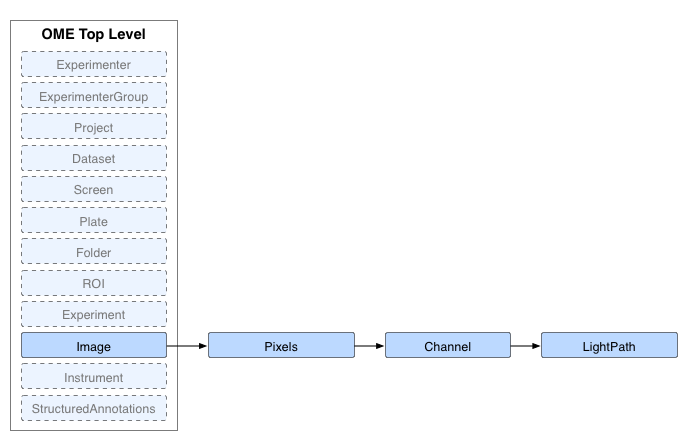 OME Top Level
Experimenter
ExperimenterGroup
Project
Dataset
Screen
Plate
Folder
ROI
Experiment
Image
Pixels
Channel
LightPath
Instrument
StructuredAnnotations